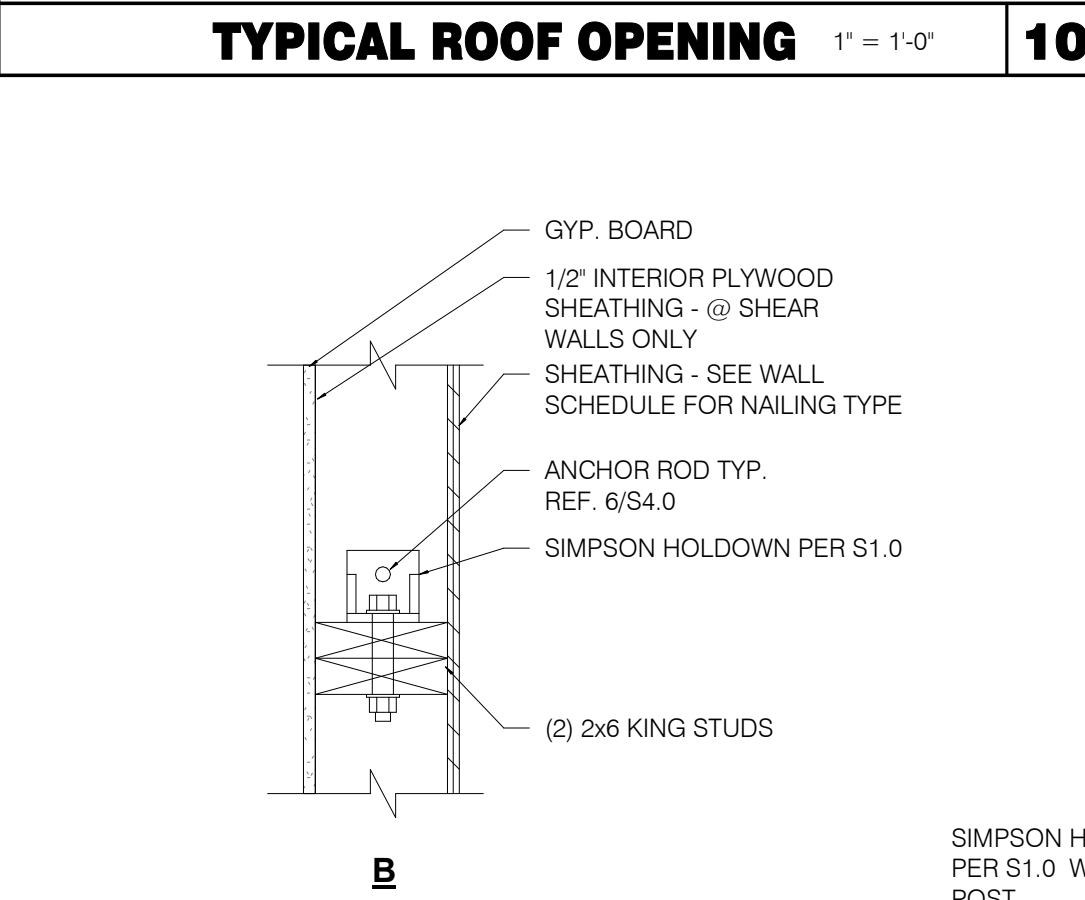 TYPICAL ROOF OPENING 1" = 1'-0" 10
GYP. BOARD
1/2" INTERIOR PLYWOOD
SHEATHING - @ SHEAR
WALLS ONLY
SHEATHING - SEE WALL
SCHEDULE FOR NAILING TYPE
ANCHOR ROD TYP.
REF. 6/S4.0
SIMPSON HOLDOWN PER S1.0
(2) 2x6 KING STUDS
B
SIMPSON H
PER S1.0 W
POST